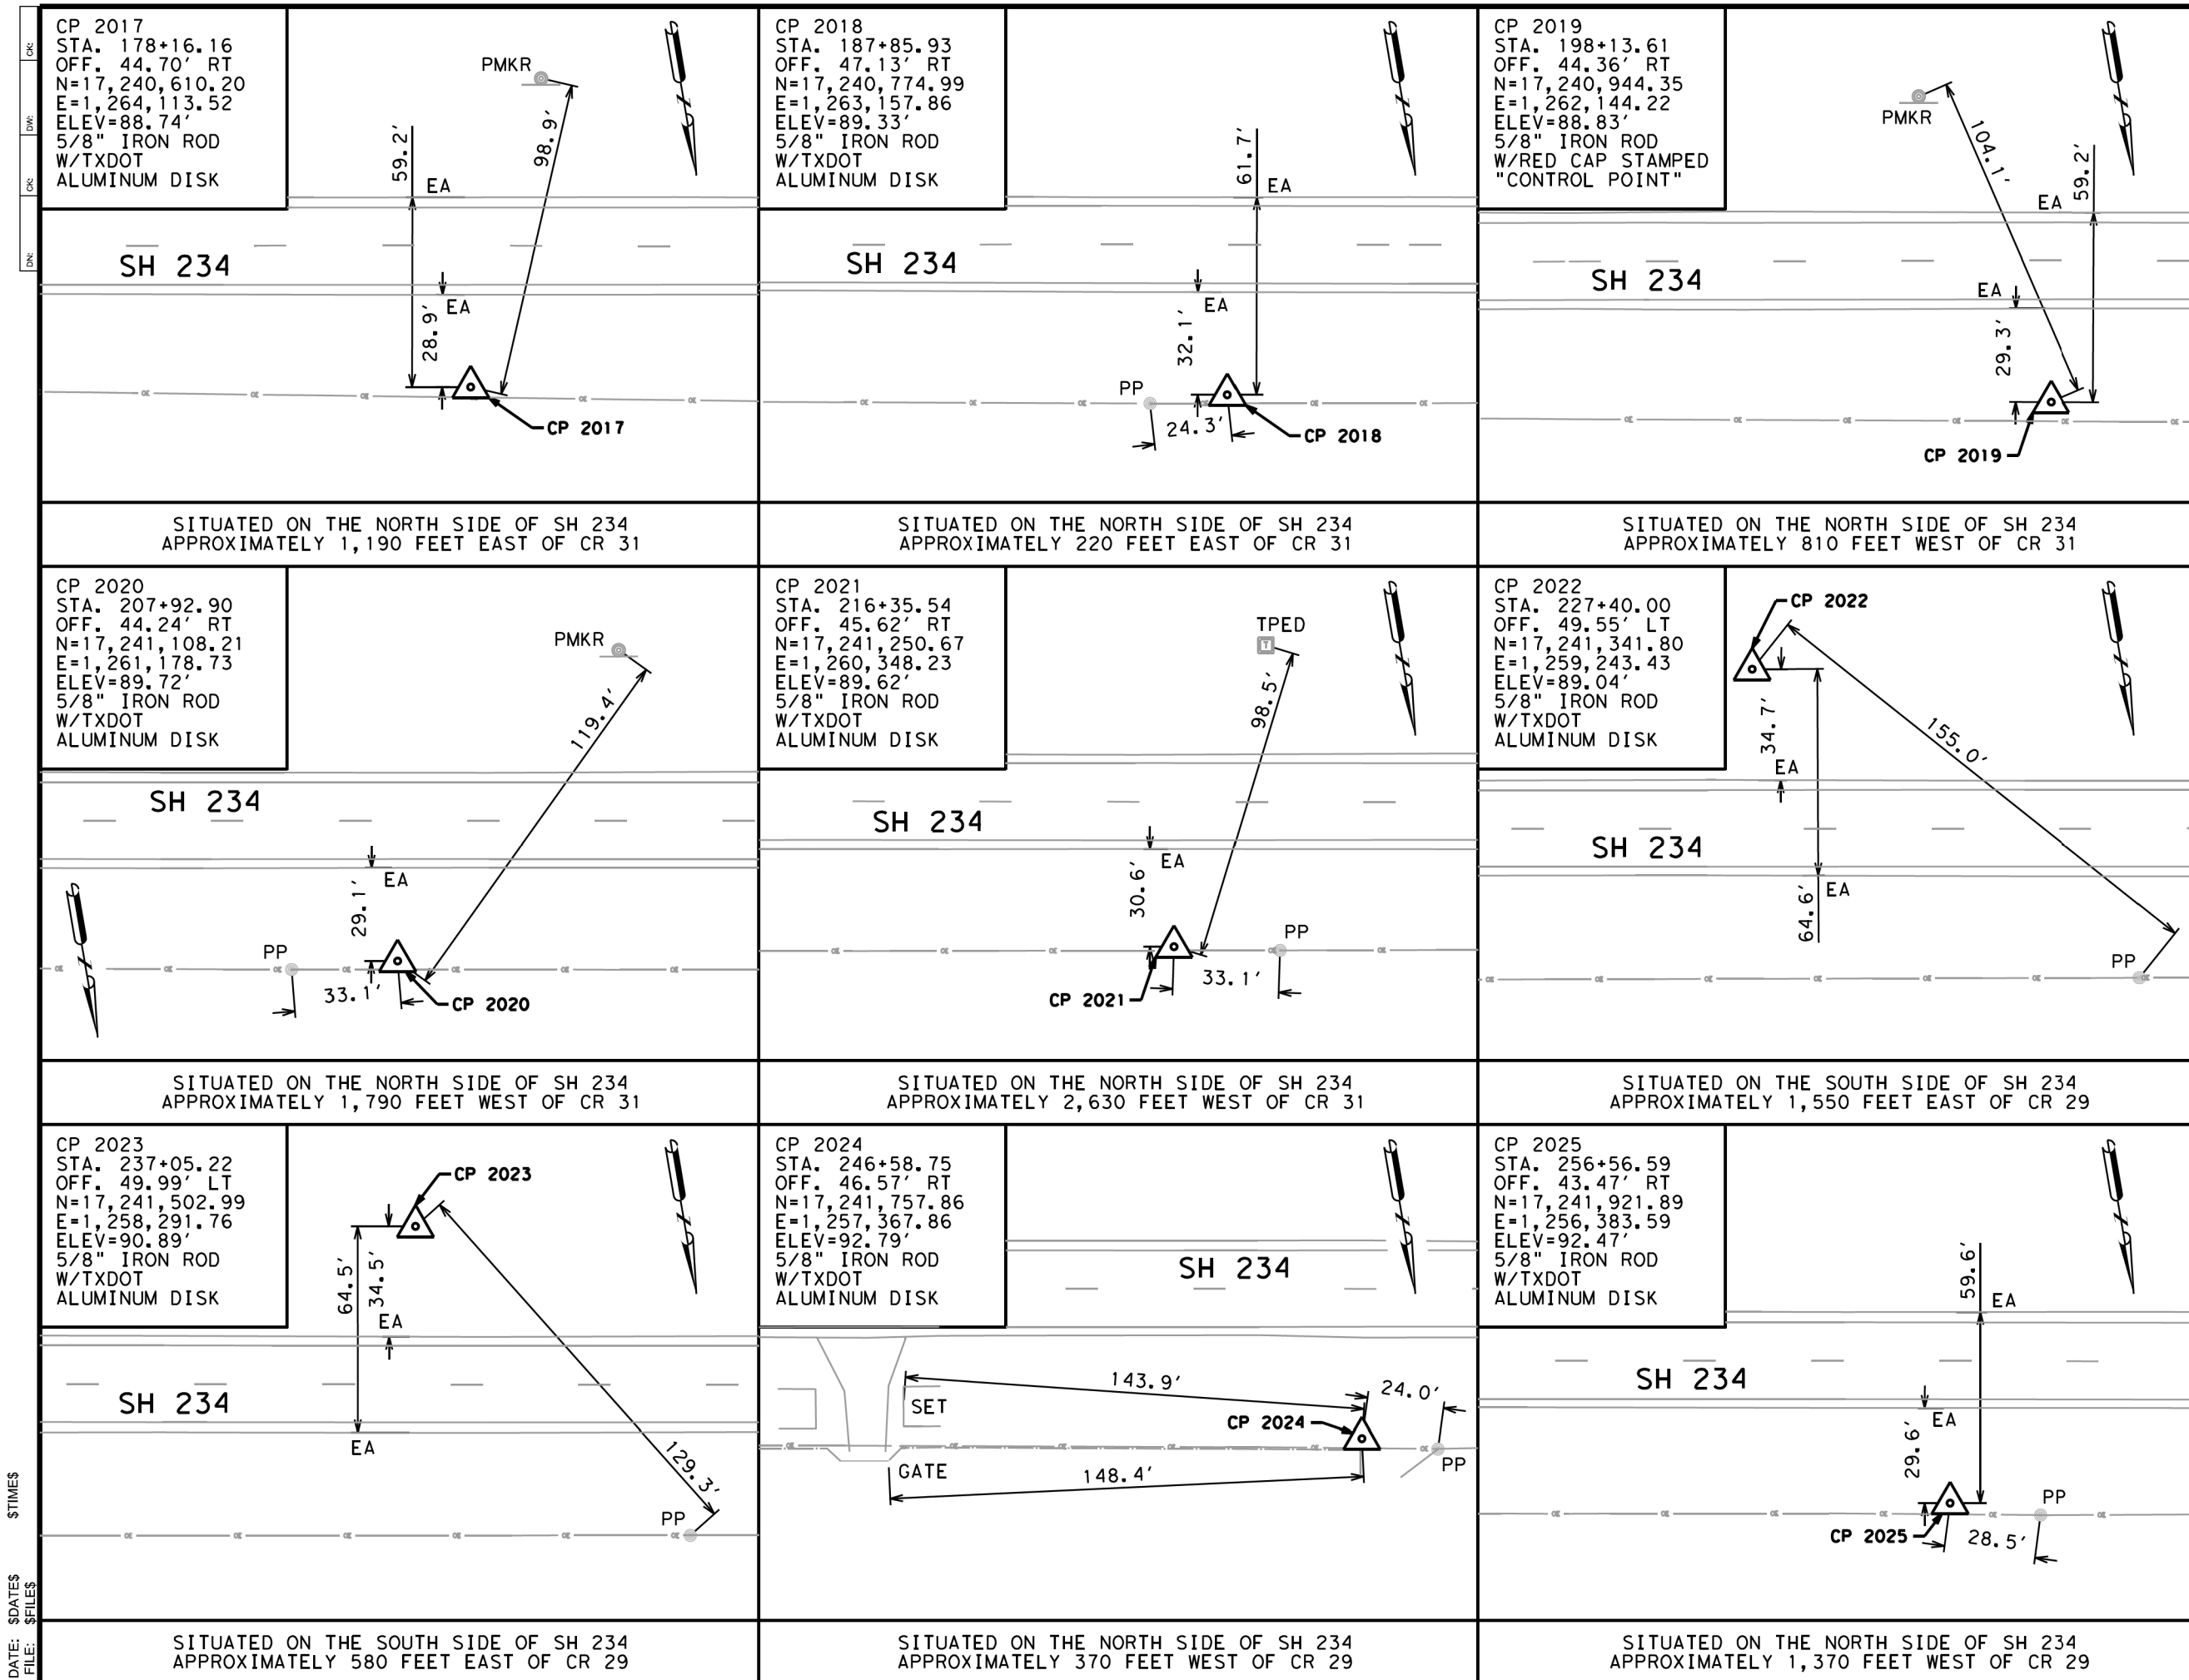 CP 2017
STA. 178+16.16
OFF. 44.70' RT
N=17,240,610.20
E=1,264,113.52
ELEV=88.74'
5/8" IRON ROD
W/TXDOT
ALUMINUM DISK
PMKR
98.9'
59.2'
EA
SH 234
EA
28.9'
CP 2017
SITUATED ON THE NORTH SIDE OF SH 234
APPROXIMATELY 1,190 FEET EAST OF CR 31
CP 2018
STA. 187+85.93
OFF. 47.13' RT
N=17,240,774.99
E=1,263,157.86
ELEV=89.33'
5/8" IRON ROD
W/TXDOT
ALUMINUM DISK
61.7'
EA
SH 234
EA
32.1'
PP
24.3'
CP 2018
SITUATED ON THE NORTH SIDE OF SH 234
APPROXIMATELY 220 FEET EAST OF CR 31
CP 2019
STA. 198+13.61
OFF. 44.36' RT
N=17,240,944.35
E=1,262,144.22
ELEV=88.83'
5/8" IRON ROD
W/RED CAP STAMPED
"CONTROL POINT"
PMKR
104.1'
59.2'
EA
SH 234
EA
29.3'
CP 2019
SITUATED ON THE NORTH SIDE OF SH 234
APPROXIMATELY 810 FEET WEST OF CR 31
CP 2020
STA. 207+92.90
OFF. 44.24' RT
N=17,241,108.21
E=1,261,178.73
ELEV=89.72'
5/8" IRON ROD
W/TXDOT
ALUMINUM DISK
PMKR
119.4'
SH 234
EA
29.1'
PP
33.1'
CP 2020
SITUATED ON THE NORTH SIDE OF SH 234
APPROXIMATELY 1,790 FEET WEST OF CR 31
CP 2021
STA. 216+35.54
OFF. 45.62' RT
N=17,241,250.67
E=1,260,348.23
ELEV=89.62'
5/8" IRON ROD
W/TXDOT
ALUMINUM DISK
TPED
T
98.5'
SH 234
EA
30.6'
PP
33.1'
CP 2021
SITUATED ON THE NORTH SIDE OF SH 234
APPROXIMATELY 2,630 FEET WEST OF CR 31
CP 2022
STA. 227+40.00
OFF. 49.55' LT
N=17,241,341.80
E=1,259,243.43
ELEV=89.04'
5/8" IRON ROD
W/TXDOT
ALUMINUM DISK
CP 2022
34.7'
155.0'
EA
SH 234
EA
64.6'
PP
SITUATED ON THE SOUTH SIDE OF SH 234
APPROXIMATELY 1,550 FEET EAST OF CR 29
CP 2023
STA. 237+05.22
OFF. 49.99' LT
N=17,241,502.99
E=1,258,291.76
ELEV=90.89'
5/8" IRON ROD
W/TXDOT
ALUMINUM DISK
CP 2023
64.5'
34.5'
EA
SH 234
EA
129.3'
PP
SITUATED ON THE SOUTH SIDE OF SH 234
APPROXIMATELY 580 FEET EAST OF CR 29
CP 2024
STA. 246+58.75
OFF. 46.57' RT
N=17,241,757.86
E=1,257,367.86
ELEV=92.79'
5/8" IRON ROD
W/TXDOT
ALUMINUM DISK
SH 234
143.9'
24.0'
SET
CP 2024
GATE
148.4'
PP
SITUATED ON THE NORTH SIDE OF SH 234
APPROXIMATELY 370 FEET WEST OF CR 29
CP 2025
STA. 256+56.59
OFF. 43.47' RT
N=17,241,921.89
E=1,256,383.59
ELEV=92.47'
5/8" IRON ROD
W/TXDOT
ALUMINUM DISK
59.6'
EA
SH 234
EA
29.6'
PP
CP 2025
28.5'
SITUATED ON THE NORTH SIDE OF SH 234
APPROXIMATELY 1,370 FEET WEST OF CR 29
CK:
DW:
CK:
DN:
DATE: $DATE$ $TIME$
FILE: $FILE$